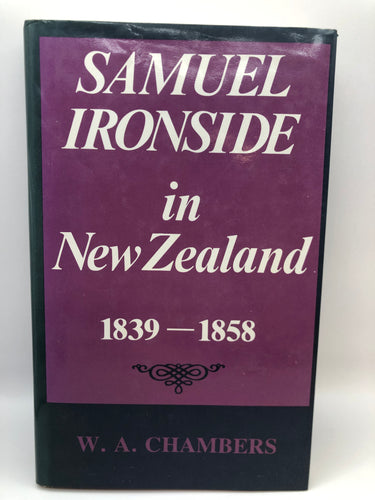 SAMUEL
IRONSIDE
in
New Zealand
1839 — 1858
W. A. CHAMBERS